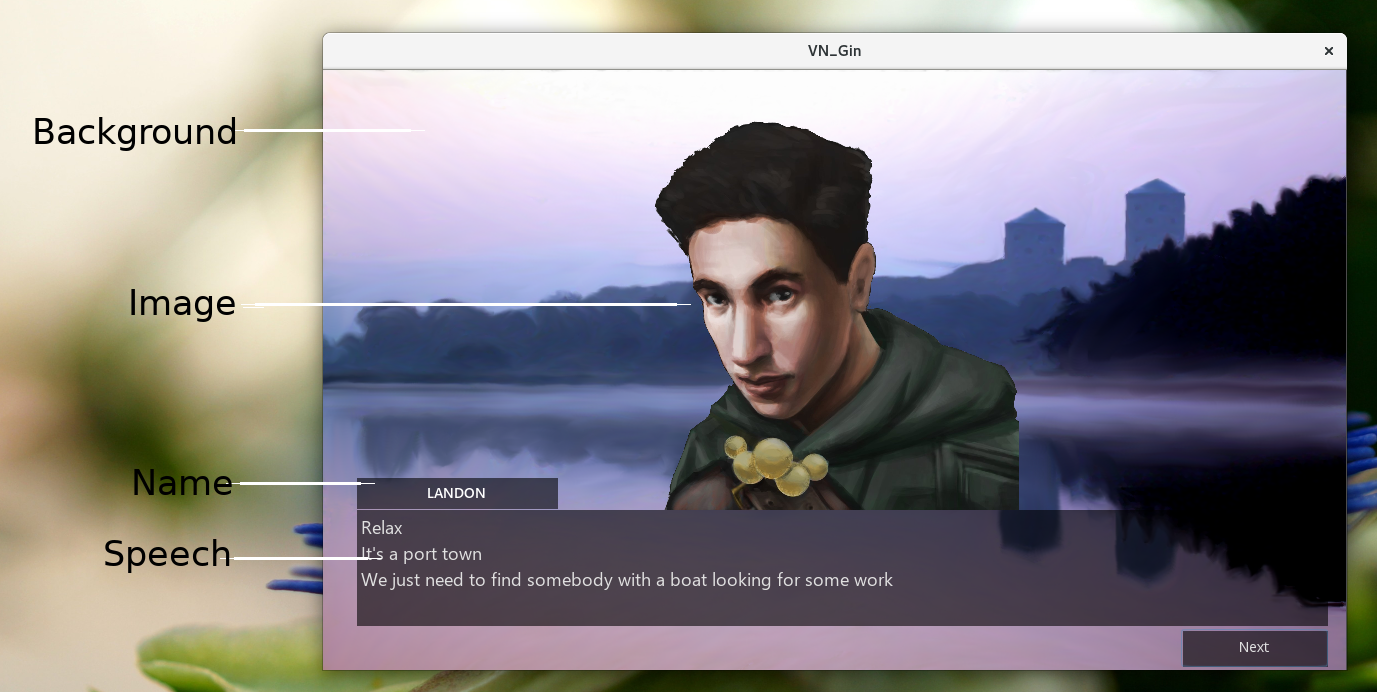 VN_Gin
Background
Image
Name
LANDON
Speech
Relax
It's a port town
We just need to find somebody with a boat looking for some work
Next